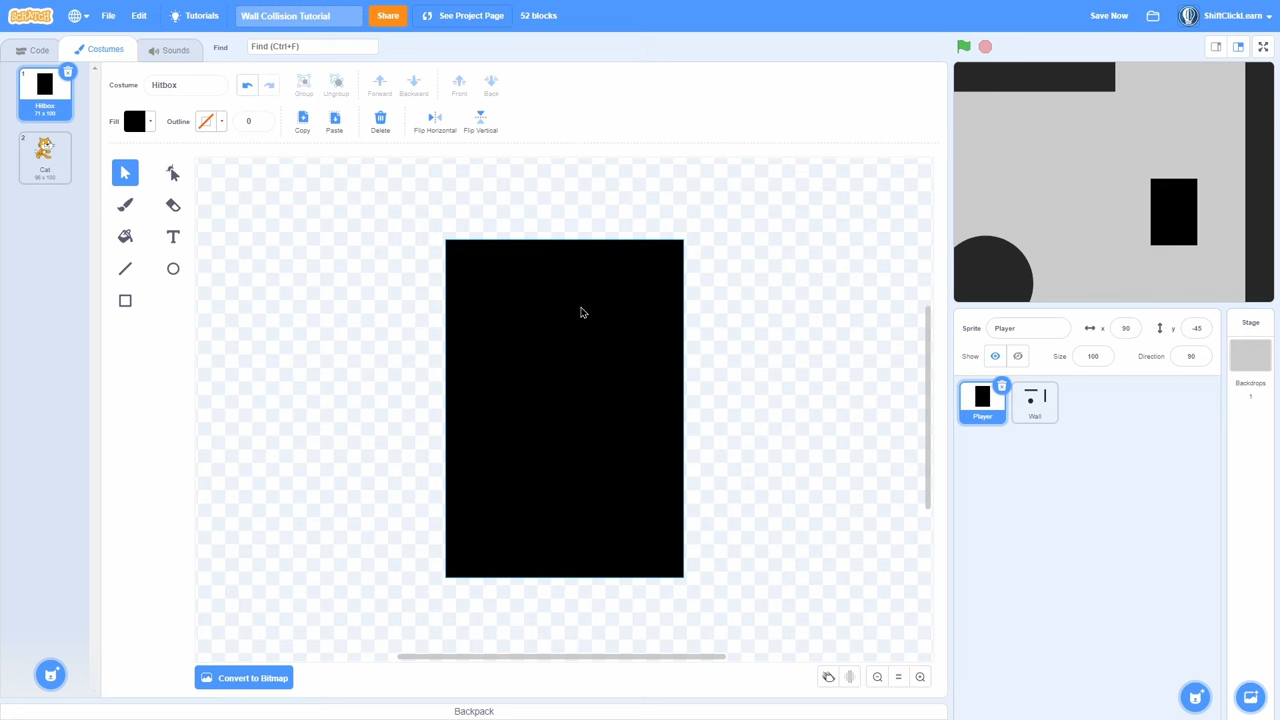 SCRATCH File Edit Tutorials Wall Collision Tutorial Share See Project Page 52 blocks Save Now ShiftClickLearn
Code Costumes Sounds Find Find (Ctrl+F)
1
Hitbox
71 x 100
2
Cat
96 x 100
Costume Hitbox Group Ungroup Forward Backward Front Back
Fill Outline 0 Copy Paste Delete Flip Horizontal Flip Vertical
T
Convert to Bitmap
Backpack
Sprite Player x 90 y -45
Show Size 100 Direction 90
Player
Wall
Stage
Backdrops
1